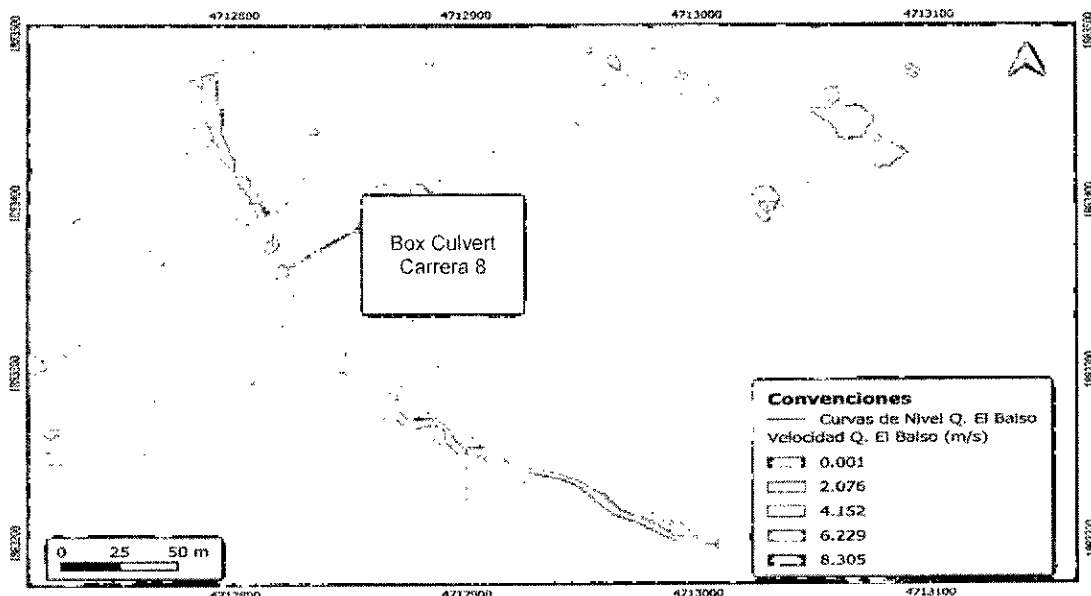 4712800 4712900 4713000 4713100
Box Culvert
Carrera 8
Convenciones
Curvas de Nivel Q. El Balso
Velocidad Q. El Balso (m/s)
0.001
2.076
4.152
6.229
8.305
0 25 50 m
4712800 4712900 4713000 4713100